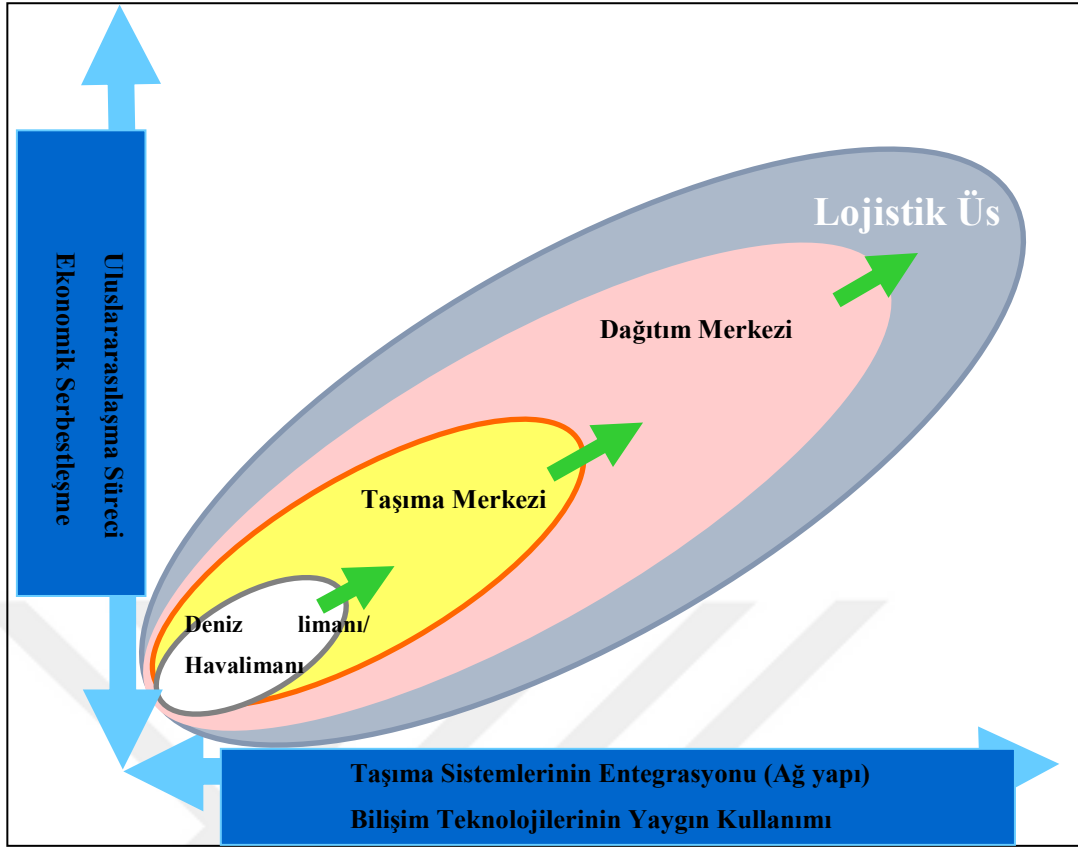 Lojistik Üs
Dağıtım Merkezi
Taşıma Merkezi
Deniz limanı/
Havalimanı
Uluslararasılaşma Süreci
Ekonomik Serbestleşme
Taşıma Sistemlerinin Entegrasyonu (Ağ yapı)
Bilişim Teknolojilerinin Yaygın Kullanımı